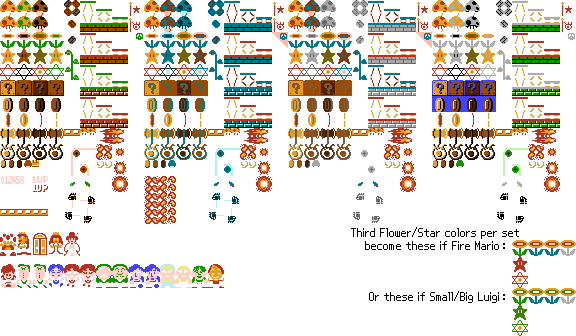 ? ? ? ?
? ? ? ?
? ? ? ?
? ? ? ?
1UP
1UP
Third Flower/Star colors per set
become these if Fire Mario :
Or these if Small/Big Luigi :